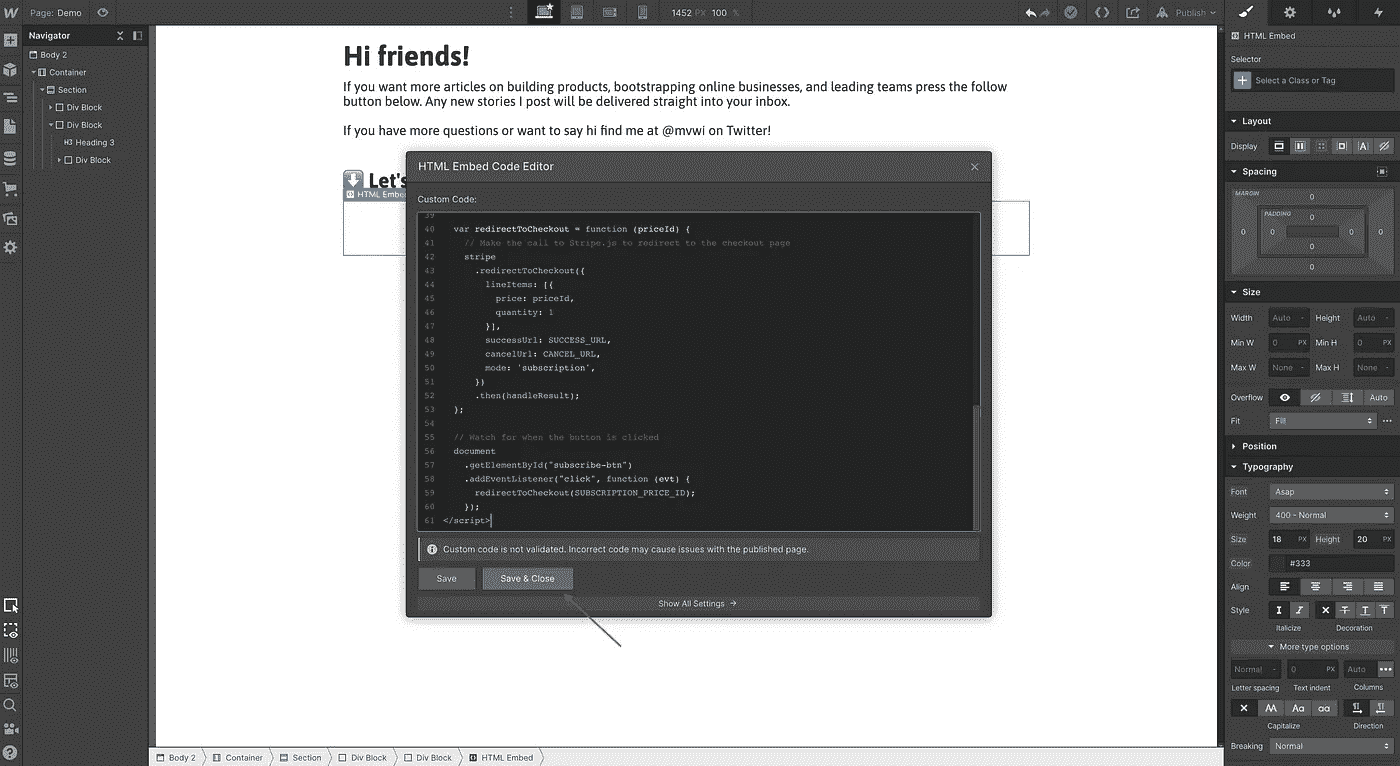 Page: Demo
1452 PX 100 %
Publish
Navigator
Body 2
Container
Section
Div Block
Div Block
H3 Heading 3
Div Block
Hi friends!
If you want more articles on building products, bootstrapping online businesses, and leading teams press the follow
button below. Any new stories I post will be delivered straight into your inbox.
If you have more questions or want to say hi find me at @mvwi on Twitter!
Let's
HTML Embe
HTML Embed Code Editor
Custom Code:
39
40 var redirectToCheckout = function (priceId) {
41 // Make the call to Stripe.js to redirect to the checkout page
42 stripe
43 .redirectToCheckout({
44 lineItems: [{
45 price: priceId,
46 quantity: 1
47 }],
48 successUrl: SUCCESS_URL,
49 cancelUrl: CANCEL_URL,
50 mode: 'subscription',
51 })
52 .then(handleResult);
53 };
54
55 // Watch for when the button is clicked
56 document
57 .getElementById("subscribe-btn")
58 .addEventListener("click", function (evt) {
59 redirectToCheckout(SUBSCRIPTION_PRICE_ID);
60 });
61 </script>
Custom code is not validated. Incorrect code may cause issues with the published page.
Save Save & Close
Show All Settings →
Body 2 Container Section Div Block Div Block HTML Embed
HTML Embed
Selector
Select a Class or Tag
Layout
Display
Spacing
MARGIN
0
PADDING
0
0 0 0 0
0
0
Size
Width Auto - Height Auto -
Min W 0 PX Min H 0 PX
Max W None - Max H None -
Overflow Auto
Fit Fill
Position
Typography
Font Asap
Weight 400 - Normal
Size 18 PX Height 20 PX
Color #333
Align
Style
Italicize Decoration
More type options
Normal - 0 PX Auto
Letter spacing Text indent Columns
AA Aa aa
Capitalize Direction
Breaking Normal